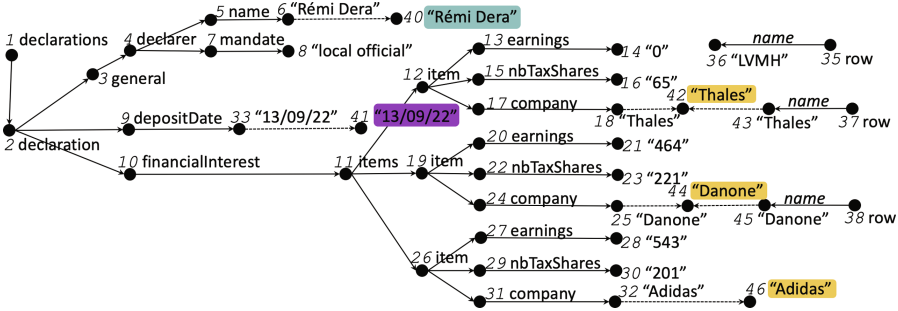 5 name 6 “Rémi Dera” 40 “Rémi Dera”
1 declarations 4 declarer 7 mandate 8 “local official”
3 general
2 declaration 9 depositDate 33 “13/09/22” 41 “13/09/22”
10 financialInterest 11 items
12 item 13 earnings 14 “0”
15 nbTaxShares 16 “65”
17 company 18 “Thales” 42 “Thales” 43 “Thales” name 37 row
36 “LVMH” name 35 row
19 item 20 earnings 21 “464”
22 nbTaxShares 23 “221”
24 company 25 “Danone” 44 “Danone” 45 “Danone” name 38 row
26 item 27 earnings 28 “543”
29 nbTaxShares 30 “201”
31 company 32 “Adidas” 46 “Adidas”